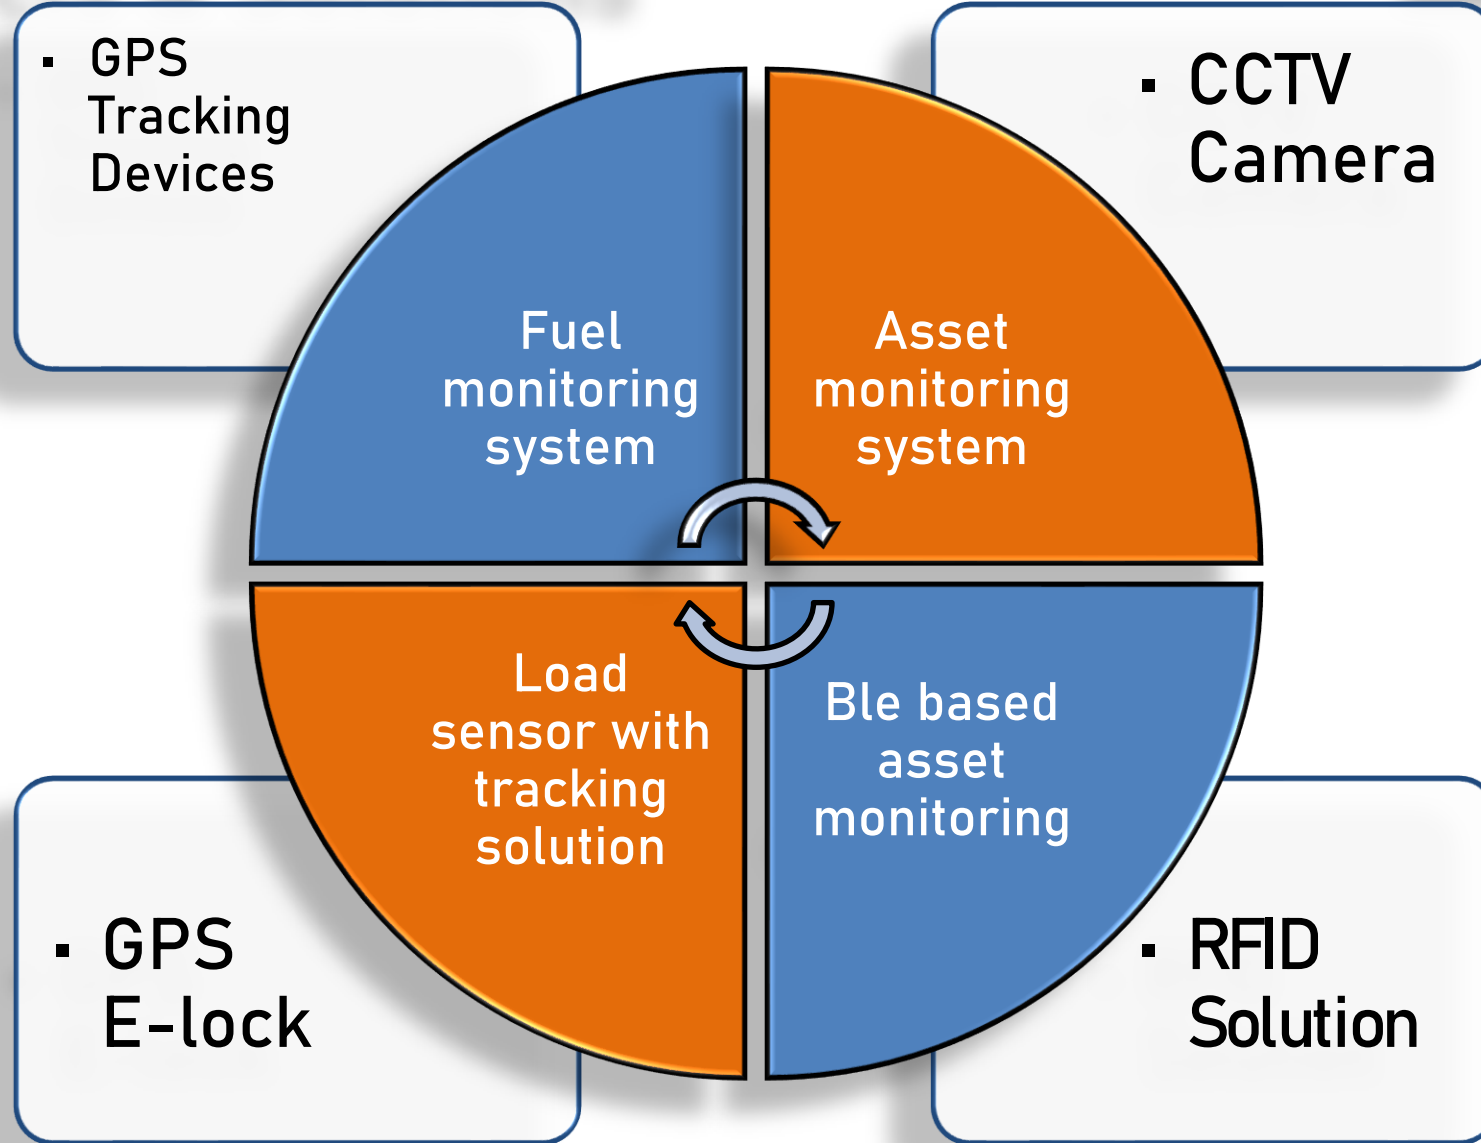 ▪ GPS
Tracking
Devices
▪ CCTV
Camera
Fuel
monitoring
system
Asset
monitoring
system
Load
sensor with
tracking
solution
Ble based
asset
monitoring
▪ GPS
E-lock
▪ RFID
Solution